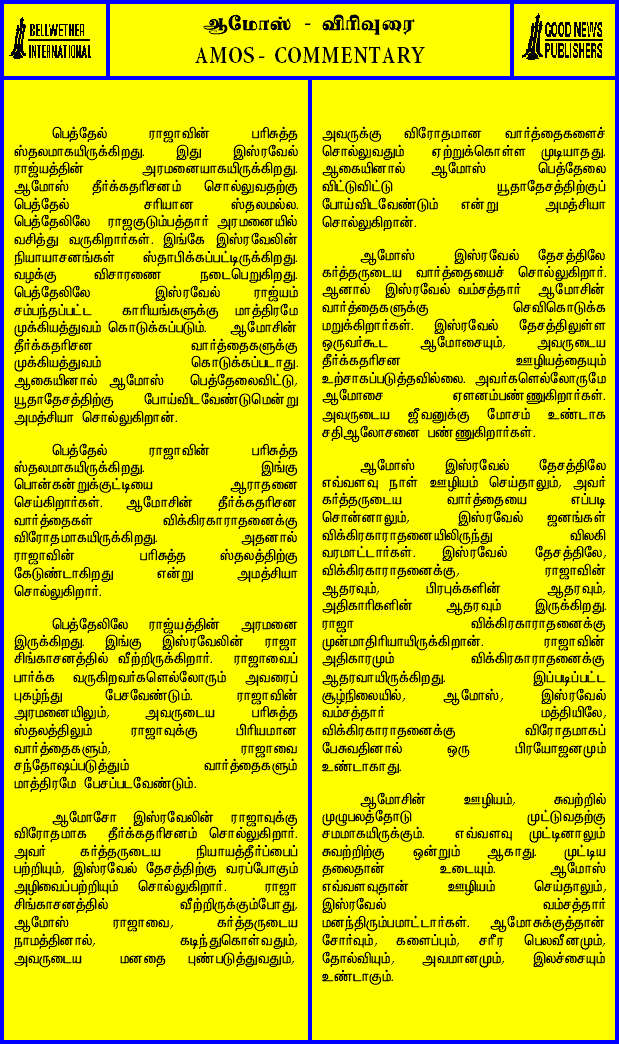 BELLWETHER
INTERNATIONAL
ஆமோஸ் - விரிவுரை
AMOS - COMMENTARY
GOOD NEWS
PUBLISHERS
பெத்தேல் ராஜாவின் பரிசுத்த
ஸ்தலமாகயிருக்கிறது. இது இஸ்ரவேல்
ராஜ்யத்தின் அரமனையாகயிருக்கிறது.
ஆமோஸ் தீர்க்கதரிசனம் சொல்லுவதற்கு
பெத்தேல் சரியான ஸ்தலமல்ல.
பெத்தேலிலே ராஜகுடும்பத்தார் அரமனையில்
வசித்து வருகிறார்கள். இங்கே இஸ்ரவேலின்
நியாயாசனங்கள் ஸ்தாபிக்கப்பட்டிருக்கிறது.
வழக்கு விசாரணை நடைபெறுகிறது.
பெத்தேலிலே இஸ்ரவேல் ராஜ்யம்
சம்பந்தப்பட்ட காரியங்களுக்கு மாத்திரமே
முக்கியத்துவம் கொடுக்கப்படும். ஆமோசின்
தீர்க்கதரிசன வார்த்தைகளுக்கு
முக்கியத்துவம் கொடுக்கப்படாது.
ஆகையினால் ஆமோஸ் பெத்தேலைவிட்டு,
யூதாதேசத்திற்கு போய்விடவேண்டுமென்று
அமத்சியா சொல்லுகிறான்.
பெத்தேல் ராஜாவின் பரிசுத்த
ஸ்தலமாகயிருக்கிறது. இங்கு
பொன்கன்றுக்குட்டியை ஆராதனை
செய்கிறார்கள். ஆமோசின் தீர்க்கதரிசன
வார்த்தைகள் விக்கிரகாராதனைக்கு
விரோதமாகயிருக்கிறது. அதனால்
ராஜாவின் பரிசுத்த ஸ்தலத்திற்கு
கேடுண்டாகிறது என்று அமத்சியா
சொல்லுகிறார்.
பெத்தேலிலே ராஜ்யத்தின் அரமனை
இருக்கிறது. இங்கு இஸ்ரவேலின் ராஜா
சிங்காசனத்தில் வீற்றிருக்கிறார். ராஜாவைப்
பார்க்க வருகிறவர்களெல்லோரும் அவரைப்
புகழ்ந்து பேசவேண்டும். ராஜாவின்
அரமனையிலும், அவருடைய பரிசுத்த
ஸ்தலத்திலும் ராஜாவுக்கு பிரியமான
வார்த்தைகளும், ராஜாவை
சந்தோஷப்படுத்தும் வார்த்தைகளும்
மாத்திரமே பேசப்படவேண்டும்.
ஆமோசோ இஸ்ரவேலின் ராஜாவுக்கு
விரோதமாக தீர்க்கதரிசனம் சொல்லுகிறார்.
அவர் கர்த்தருடைய நியாயத்தீர்ப்பைப்
பற்றியும், இஸ்ரவேல் தேசத்திற்கு வரப்போகும்
அழிவைப்பற்றியும் சொல்லுகிறார். ராஜா
சிங்காசனத்தில் வீற்றிருக்கும்போது,
ஆமோஸ் ராஜாவை, கர்த்தருடைய
நாமத்தினால், கடிந்துகொள்வதும்,
அவருடைய மனதை புண்படுத்துவதும்,
அவருக்கு விரோதமான வார்த்தைகளைச்
சொல்லுவதும் ஏற்றுக்கொள்ள முடியாதது.
ஆகையினால் ஆமோஸ் பெத்தேலை
விட்டுவிட்டு யூதாதேசத்திற்குப்
போய்விடவேண்டும் என்று அமத்சியா
சொல்லுகிறான்.
ஆமோஸ் இஸ்ரவேல் தேசத்திலே
கர்த்தருடைய வார்த்தையைச் சொல்லுகிறார்.
ஆனால் இஸ்ரவேல் வம்சத்தார் ஆமோசின்
வார்த்தைகளுக்கு செவிகொடுக்க
மறுக்கிறார்கள். இஸ்ரவேல் தேசத்திலுள்ள
ஒருவர்கூட ஆமோசையும், அவருடைய
தீர்க்கதரிசன ஊழியத்தையும்
உற்சாகப்படுத்தவில்லை. அவர்களெல்லோருமே
ஆமோசை ஏளனம்பண்ணுகிறார்கள்.
அவருடைய ஜீவனுக்கு மோசம் உண்டாக
சதிஆலோசனை பண்ணுகிறார்கள்.
ஆமோஸ் இஸ்ரவேல் தேசத்திலே
எவ்வளவு நாள் ஊழியம் செய்தாலும், அவர்
கர்த்தருடைய வார்த்தையை எப்படி
சொன்னாலும், இஸ்ரவேல் ஜனங்கள்
விக்கிரகாராதனையிலிருந்து விலகி
வரமாட்டார்கள். இஸ்ரவேல் தேசத்திலே,
விக்கிரகாராதனைக்கு, ராஜாவின்
ஆதரவும், பிரபுக்களின் ஆதரவும்,
அதிகாரிகளின் ஆதரவும் இருக்கிறது.
ராஜா விக்கிரகாராதனைக்கு
முன்மாதிரியாயிருக்கிறான். ராஜாவின்
அதிகாரமும் விக்கிரகாராதனைக்கு
ஆதரவாயிருக்கிறது. இப்படிப்பட்ட
சூழ்நிலையில், ஆமோஸ், இஸ்ரவேல்
வம்சத்தார் மத்தியிலே,
விக்கிரகாராதனைக்கு விரோதமாகப்
பேசுவதினால் ஒரு பிரயோஜனமும்
உண்டாகாது.
ஆமோசின் ஊழியம், சுவற்றில்
முழுபலத்தோடு முட்டுவதற்கு
சமமாகயிருக்கும். எவ்வளவு முட்டினாலும்
சுவற்றிற்கு ஒன்றும் ஆகாது. முட்டிய
தலைதான் உடையும். ஆமோஸ்
எவ்வளவுதான் ஊழியம் செய்தாலும்,
இஸ்ரவேல் வம்சத்தார்
மனந்திரும்பமாட்டார்கள். ஆமோசுக்குத்தான்
சோர்வும், களைப்பும், சரீர பெலவீனமும்,
தோல்வியும், அவமானமும், இலச்சையும்
உண்டாகும்.